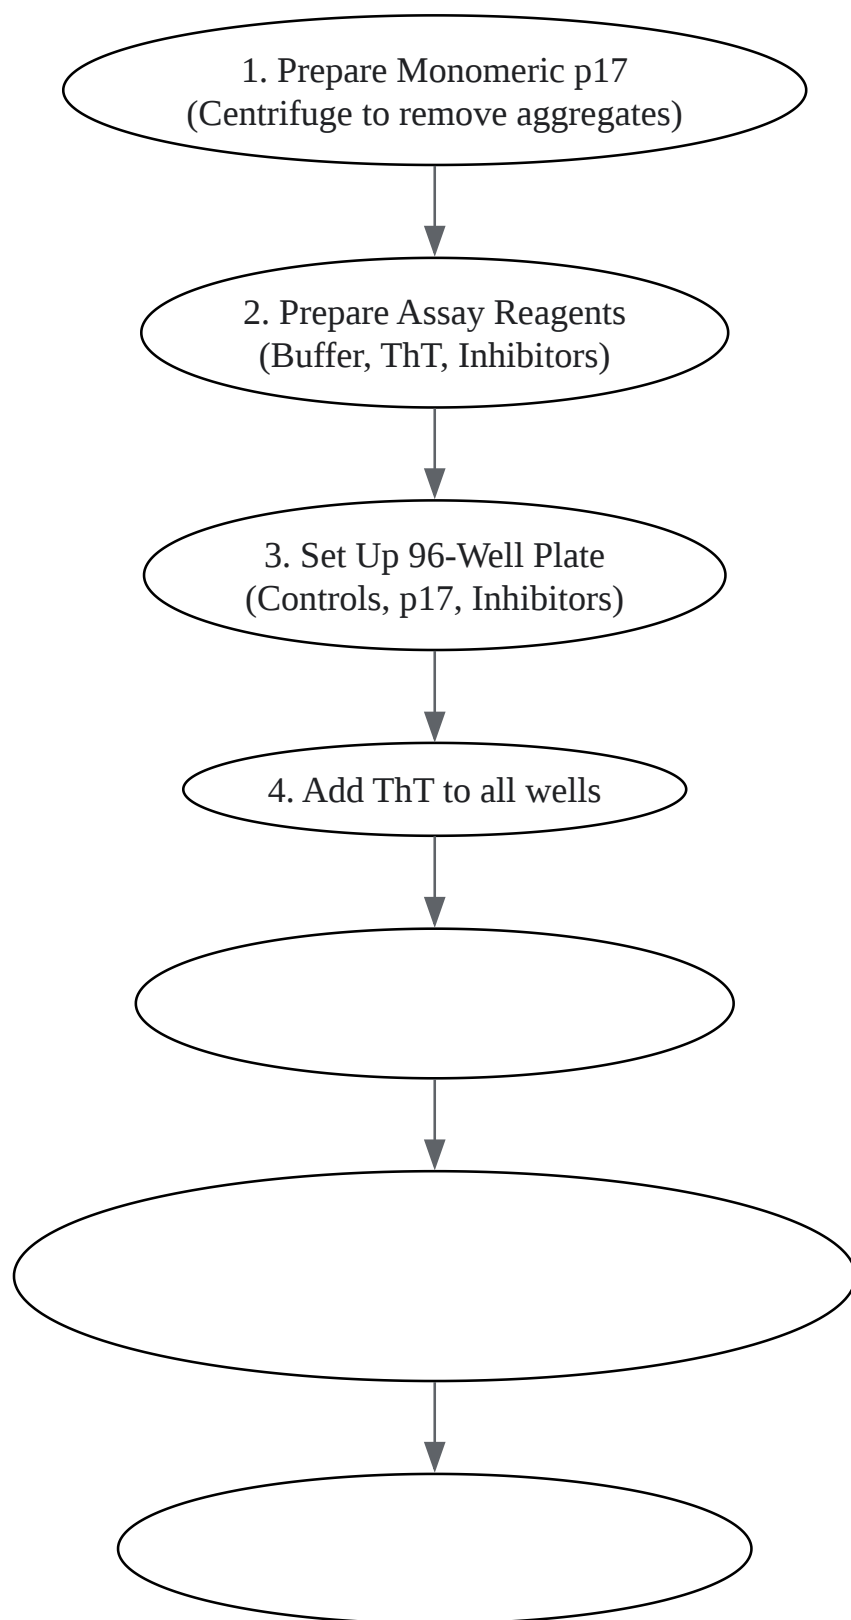 1. Prepare Monomeric p17
(Centrifuge to remove aggregates)
2. Prepare Assay Reagents
(Buffer, ThT, Inhibitors)
3. Set Up 96-Well Plate
(Controls, p17, Inhibitors)
4. Add ThT to all wells